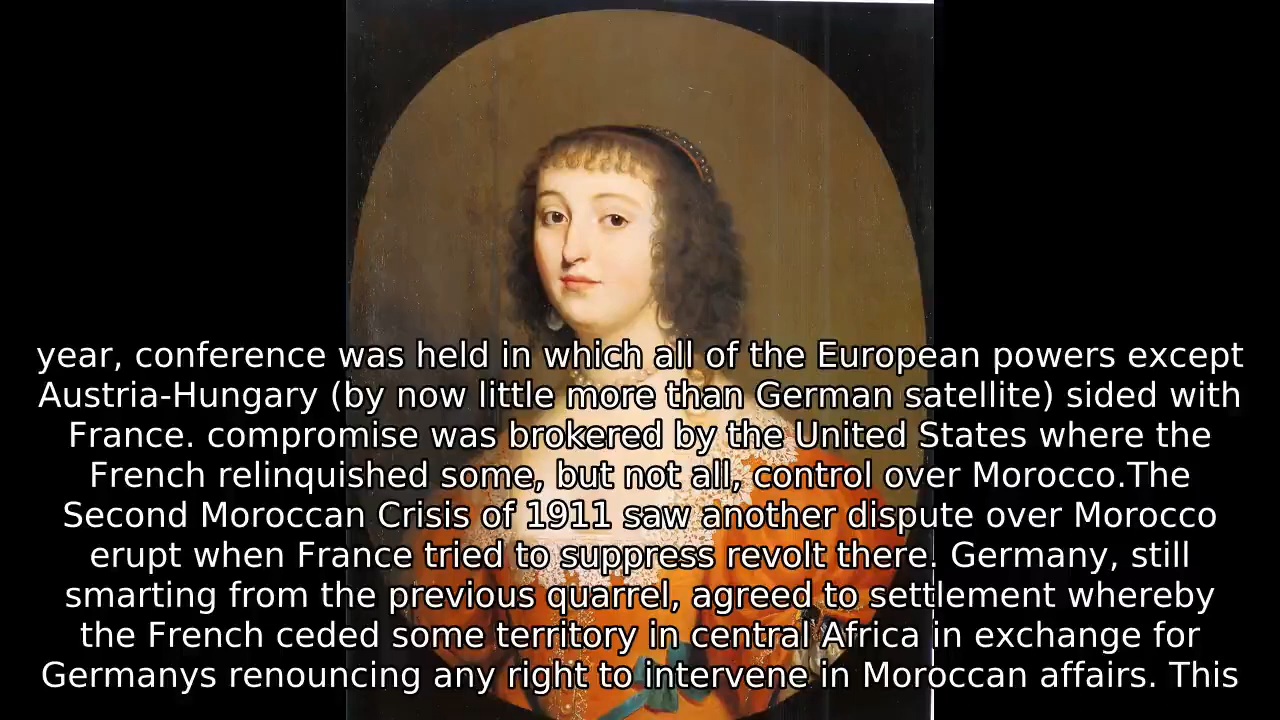 year, conference was held in which all of the European powers except
Austria-Hungary (by now little more than German satellite) sided with
France. compromise was brokered by the United States where the
French relinquished some, but not all, control over Morocco.The
Second Moroccan Crisis of 1911 saw another dispute over Morocco
erupt when France tried to suppress revolt there. Germany, still
smarting from the previous quarrel, agreed to settlement whereby
the French ceded some territory in central Africa in exchange for
Germanys renouncing any right to intervene in Moroccan affairs. This